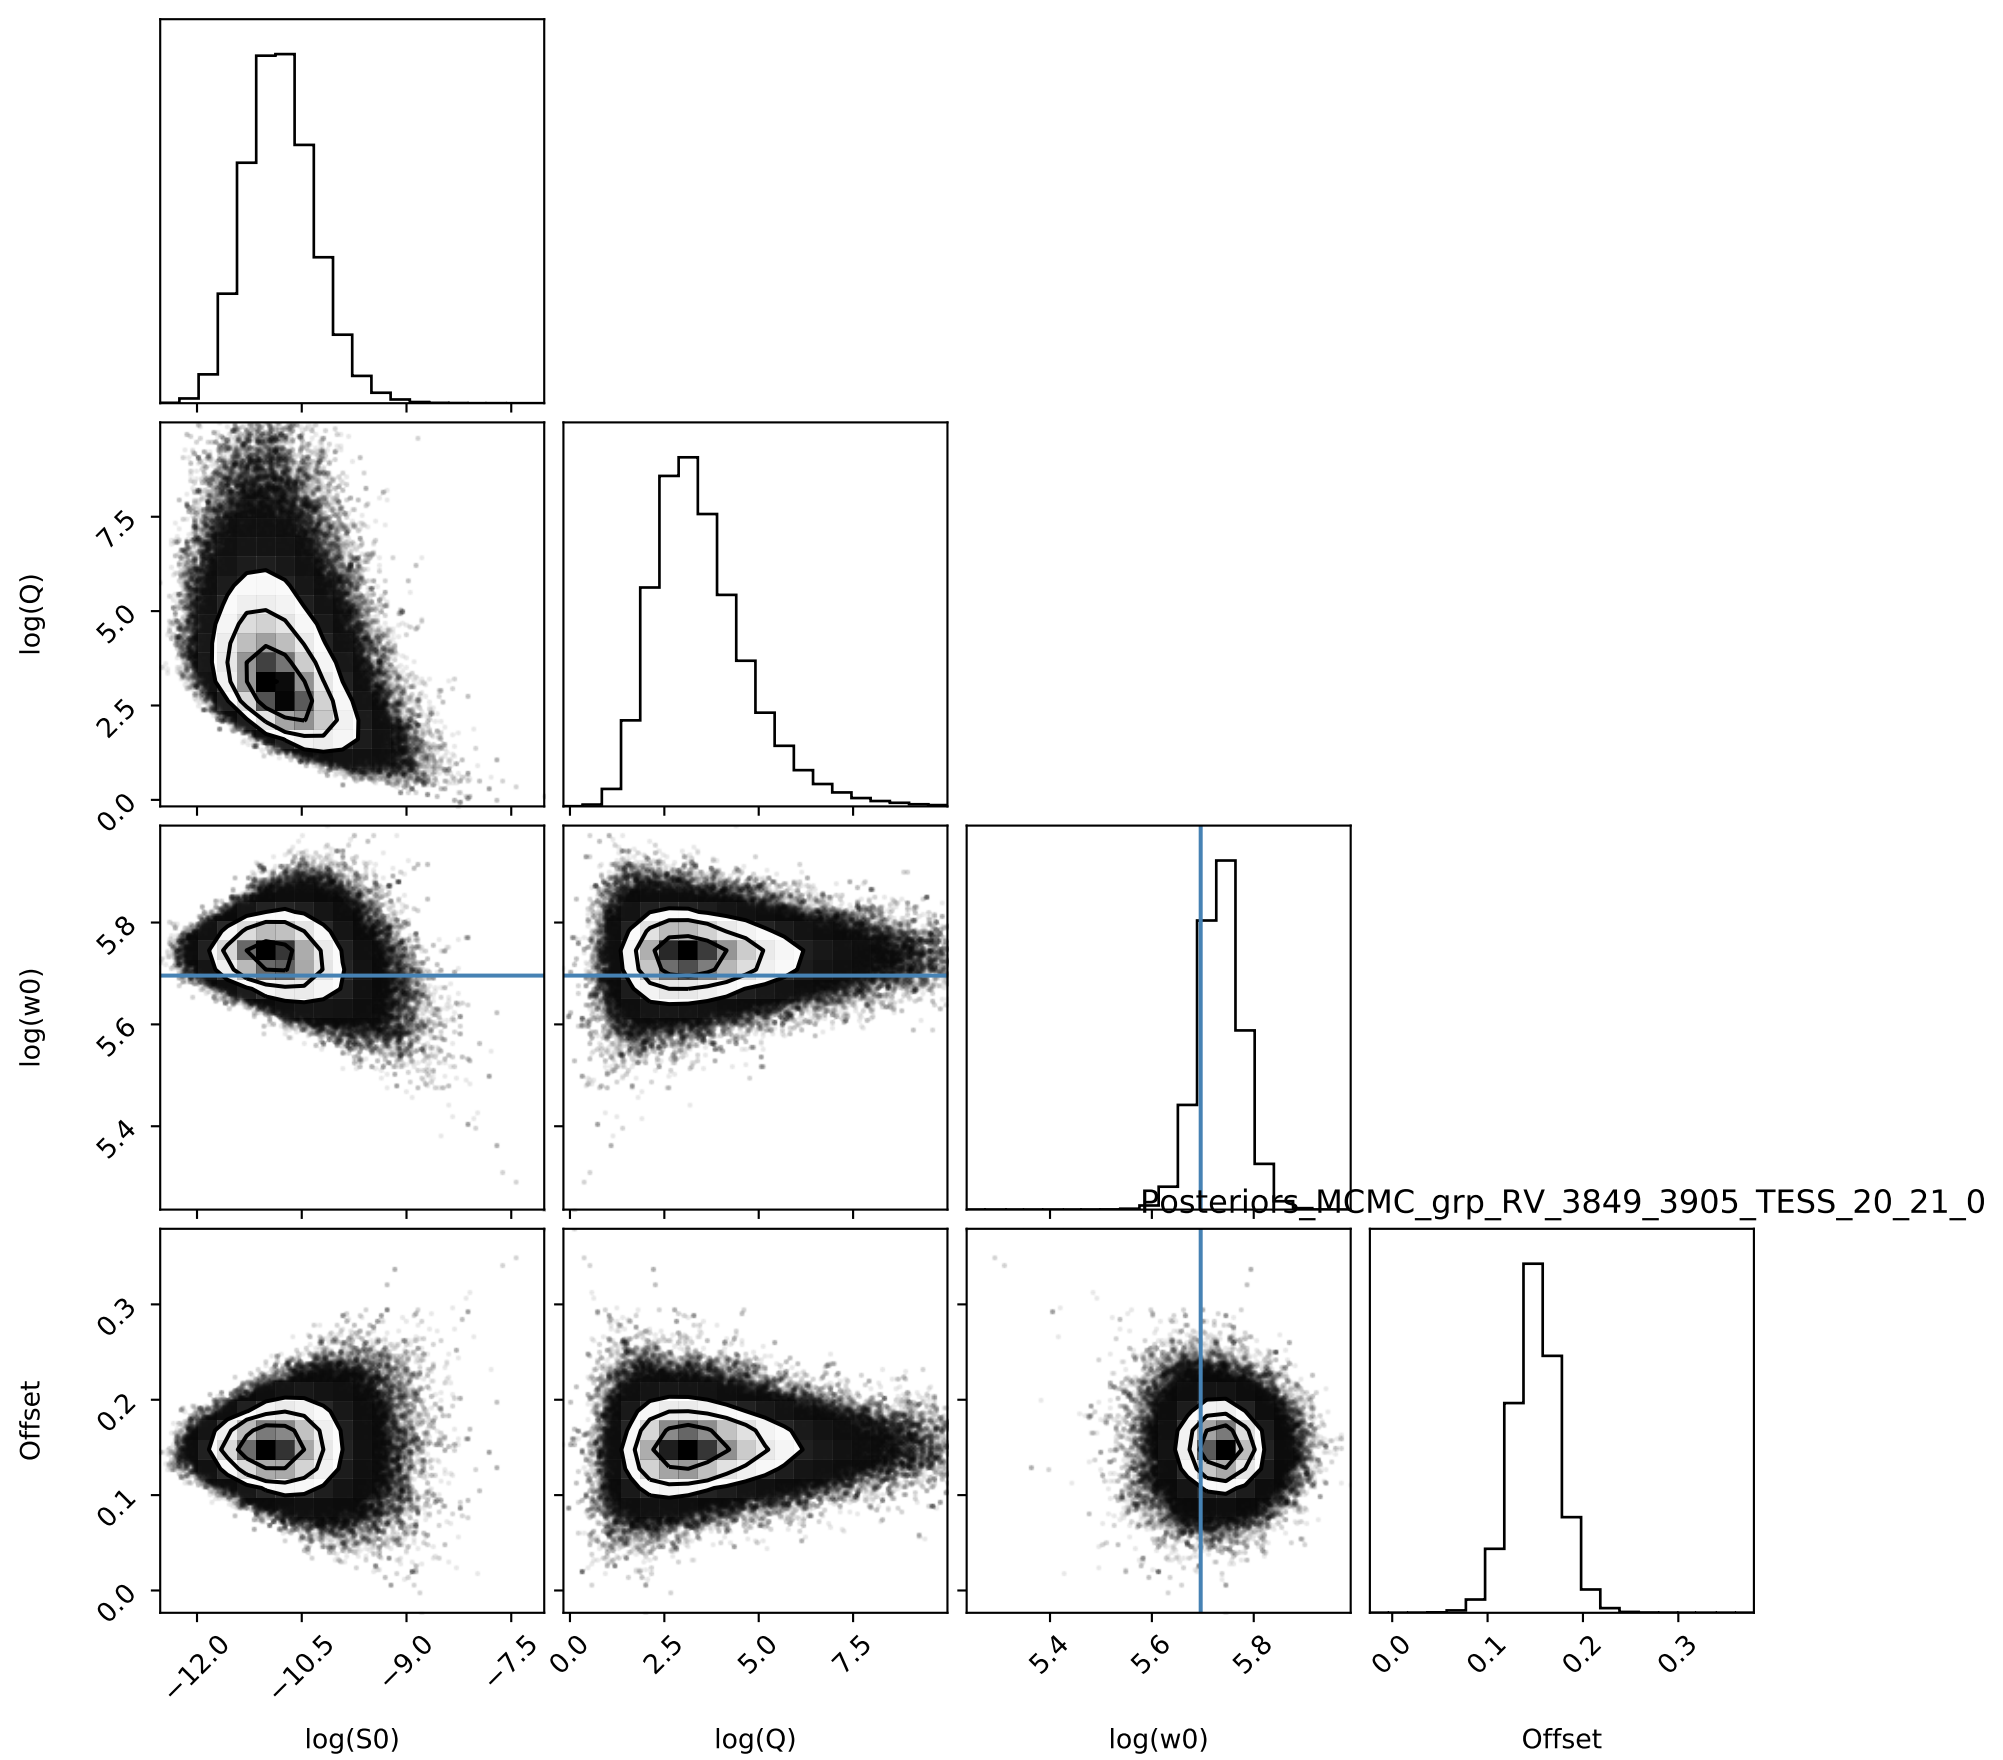 7.5
5.0
2.5
0.0
log(Q)
5.8
5.6
5.4
log(w0)
Posteriors_MCMC_grp_RV_3849_3905_TESS_20_21_0
0.3
0.2
0.1
0.0
Offset
−12.0 −10.5 −9.0 −7.5 0.0 2.5 5.0 7.5 5.4 5.6 5.8 0.0 0.1 0.2 0.3
log(S0) log(Q) log(w0) Offset